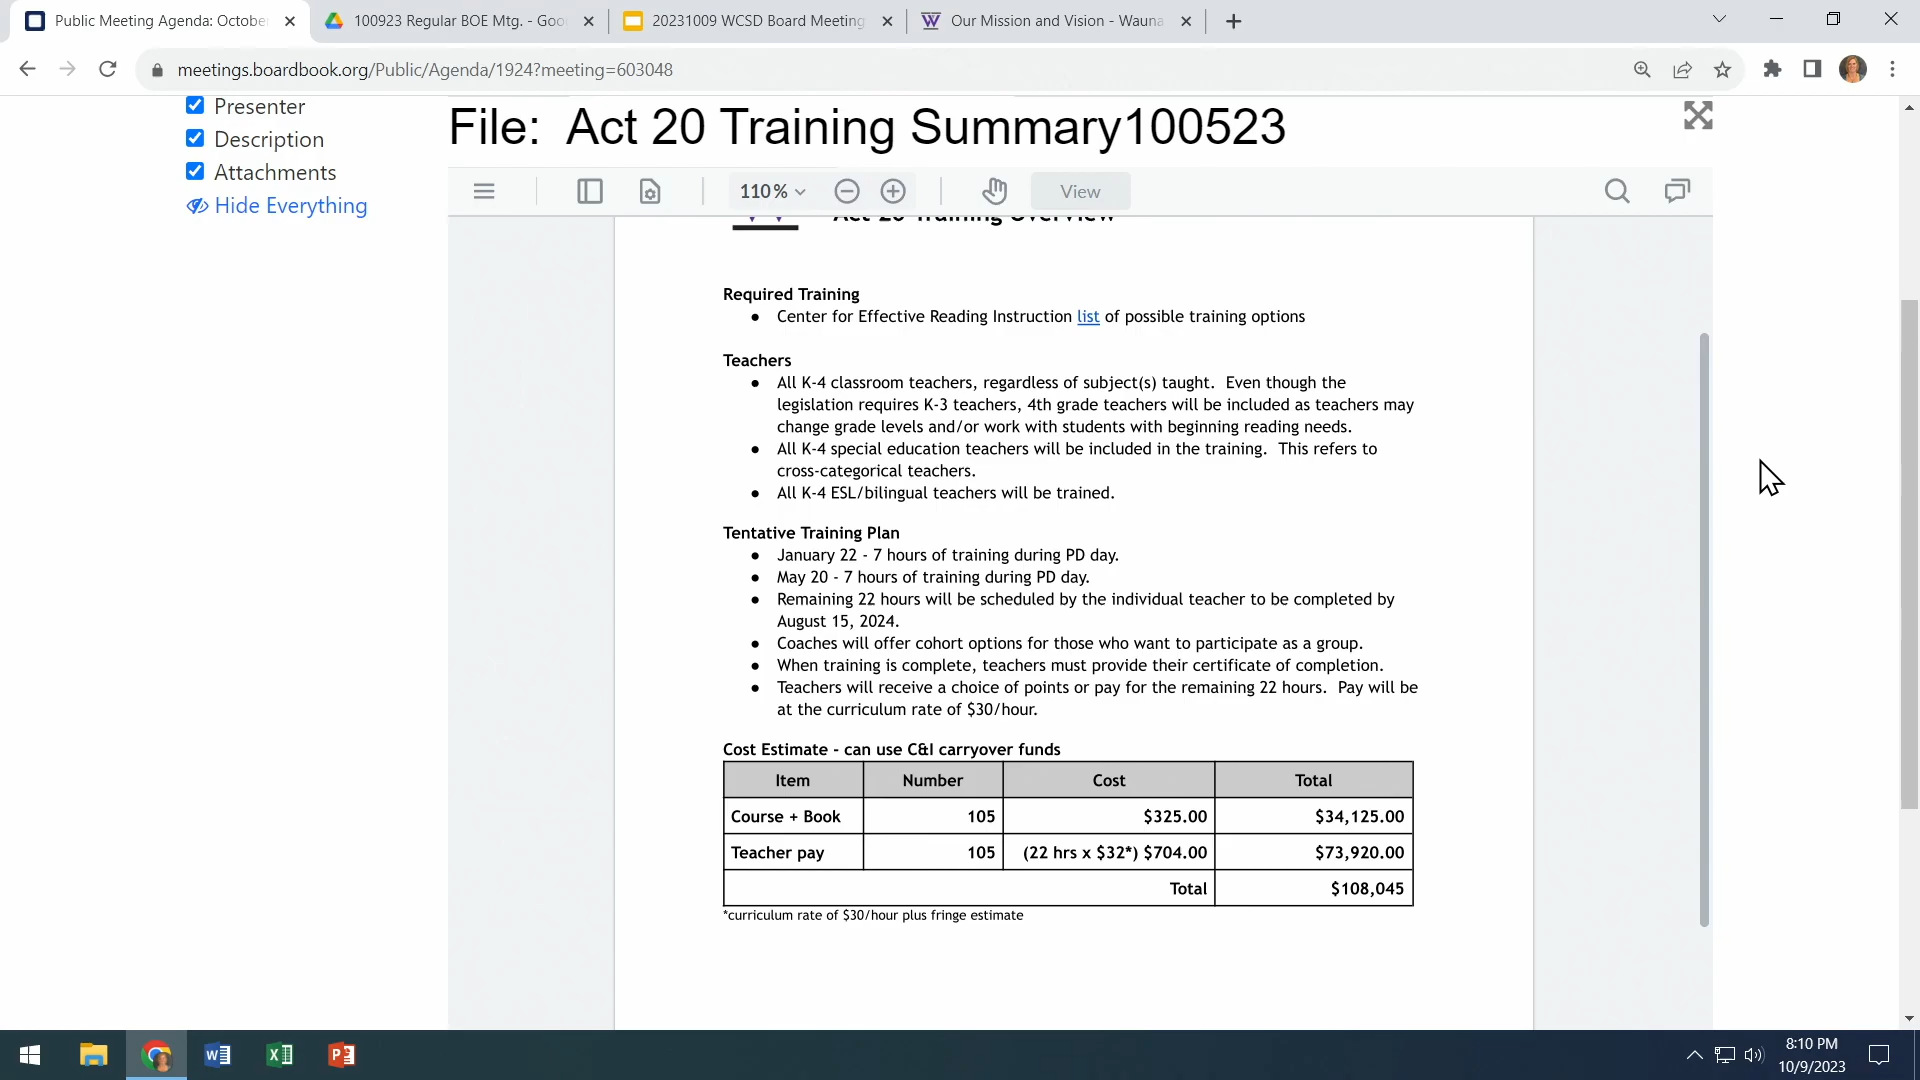 Public Meeting Agenda: October
100923 Regular BOE Mtg. - Goo
20231009 WCSD Board Meeting
Our Mission and Vision - Wauna
meetings.boardbook.org/Public/Agenda/1924?meeting=603048
Presenter
Description
Attachments
Hide Everything
File: Act 20 Training Summary100523
110%
View
Act 20 Training Overview
Required Training
● Center for Effective Reading Instruction list of possible training options
Teachers
● All K-4 classroom teachers, regardless of subject(s) taught. Even though the
legislation requires K-3 teachers, 4th grade teachers will be included as teachers may
change grade levels and/or work with students with beginning reading needs.
● All K-4 special education teachers will be included in the training. This refers to
cross-categorical teachers.
● All K-4 ESL/bilingual teachers will be trained.
Tentative Training Plan
● January 22 - 7 hours of training during PD day.
● May 20 - 7 hours of training during PD day.
● Remaining 22 hours will be scheduled by the individual teacher to be completed by
August 15, 2024.
● Coaches will offer cohort options for those who want to participate as a group.
● When training is complete, teachers must provide their certificate of completion.
● Teachers will receive a choice of points or pay for the remaining 22 hours. Pay will be
at the curriculum rate of $30/hour.
Cost Estimate - can use C&I carryover funds
Item Number Cost Total
Course + Book 105 $325.00 $34,125.00
Teacher pay 105 (22 hrs x $32*) $704.00 $73,920.00
Total $108,045
*curriculum rate of $30/hour plus fringe estimate
8:10 PM
10/9/2023